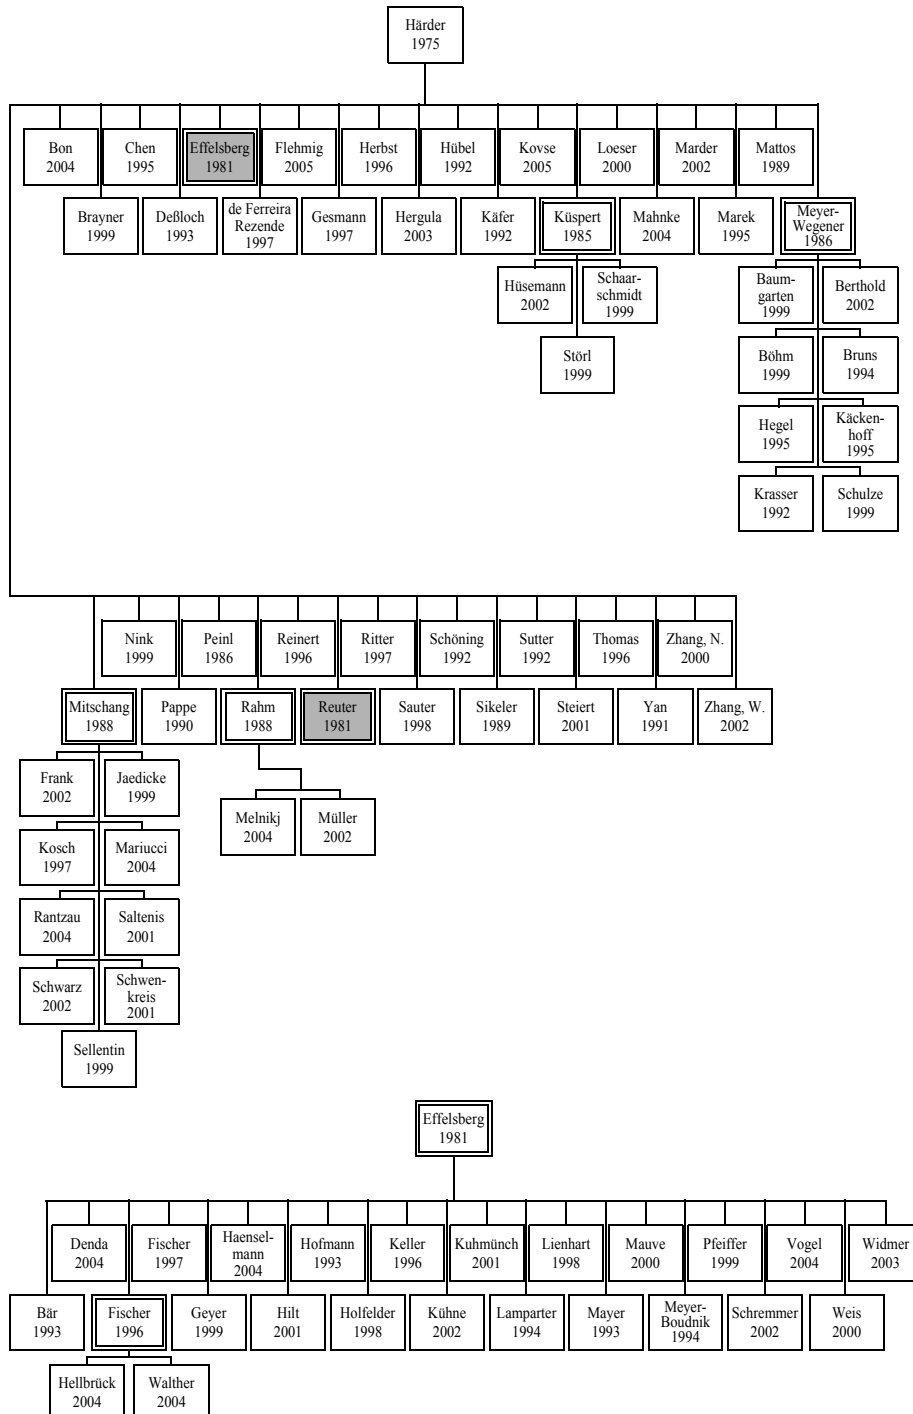 Härder
1975
Bon
2004
Chen
1995
Effelsberg
1981
Flehmig
2005
Herbst
1996
Hübel
1992
Kovse
2005
Loeser
2000
Marder
2002
Mattos
1989
Brayner
1999
Deßloch
1993
de Ferreira
Rezende
1997
Gesmann
1997
Hergula
2003
Käfer
1992
Küspert
1985
Mahnke
2004
Marek
1995
Meyer-
Wegener
1986
Hüsemann
2002
Schaar-
schmidt
1999
Störl
1999
Baum-
garten
1999
Berthold
2002
Böhm
1999
Bruns
1994
Hegel
1995
Käcken-
hoff
1995
Krasser
1992
Schulze
1999
Nink
1999
Peinl
1986
Reinert
1996
Ritter
1997
Schöning
1992
Sutter
1992
Thomas
1996
Zhang, N.
2000
Mitschang
1988
Pappe
1990
Rahm
1988
Reuter
1981
Sauter
1998
Sikeler
1989
Steiert
2001
Yan
1991
Zhang, W.
2002
Frank
2002
Jaedicke
1999
Melnikj
2004
Müller
2002
Kosch
1997
Mariucci
2004
Rantzau
2004
Saltenis
2001
Schwarz
2002
Schwen-
kreis
2001
Sellentin
1999
Effelsberg
1981
Denda
2004
Fischer
1997
Haensel-
mann
2004
Hofmann
1993
Keller
1996
Kuhmünch
2001
Lienhart
1998
Mauve
2000
Pfeiffer
1999
Vogel
2004
Widmer
2003
Bär
1993
Fischer
1996
Geyer
1999
Hilt
2001
Holfelder
1998
Kühne
2002
Lamparter
1994
Mayer
1993
Meyer-
Boudnik
1994
Schremmer
2002
Weis
2000
Hellbrück
2004
Walther
2004